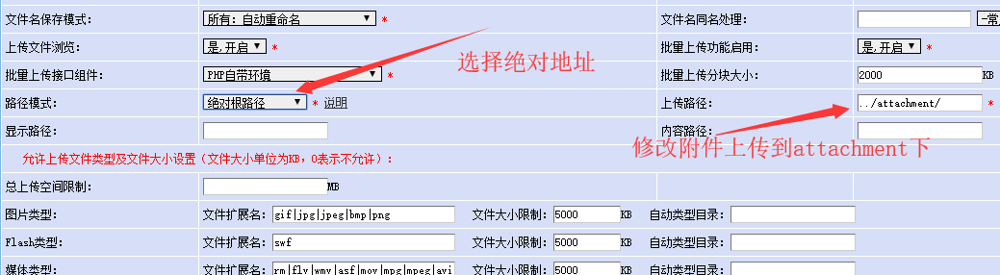 文件名保存模式： 所有：自动重命名 * 文件名同名处理： -常
上传文件浏览： 是,开启 * 批量上传功能启用： 是,开启 *
选择绝对地址
批量上传接口组件： PHP自带环境 * 批量上传分块大小： 2000 KB
路径模式： 绝对根路径 * 说明 上传路径： ../attachment/ *
显示路径： 内容路径：
修改附件上传到attachment下
允许上传文件类型及文件大小设置（文件大小单位为KB，0表示不允许）：
总上传空间限制： MB
图片类型： 文件扩展名： gif|jpg|jpeg|bmp|png 文件大小限制： 5000 KB 自动类型目录：
Flash类型： 文件扩展名： swf 文件大小限制： 5000 KB 自动类型目录：
媒体类型： 文件扩展名： rm|flv|wmv|asf|mov|mpg|mpeg|avi 文件大小限制： 5000 KB 自动类型目录：